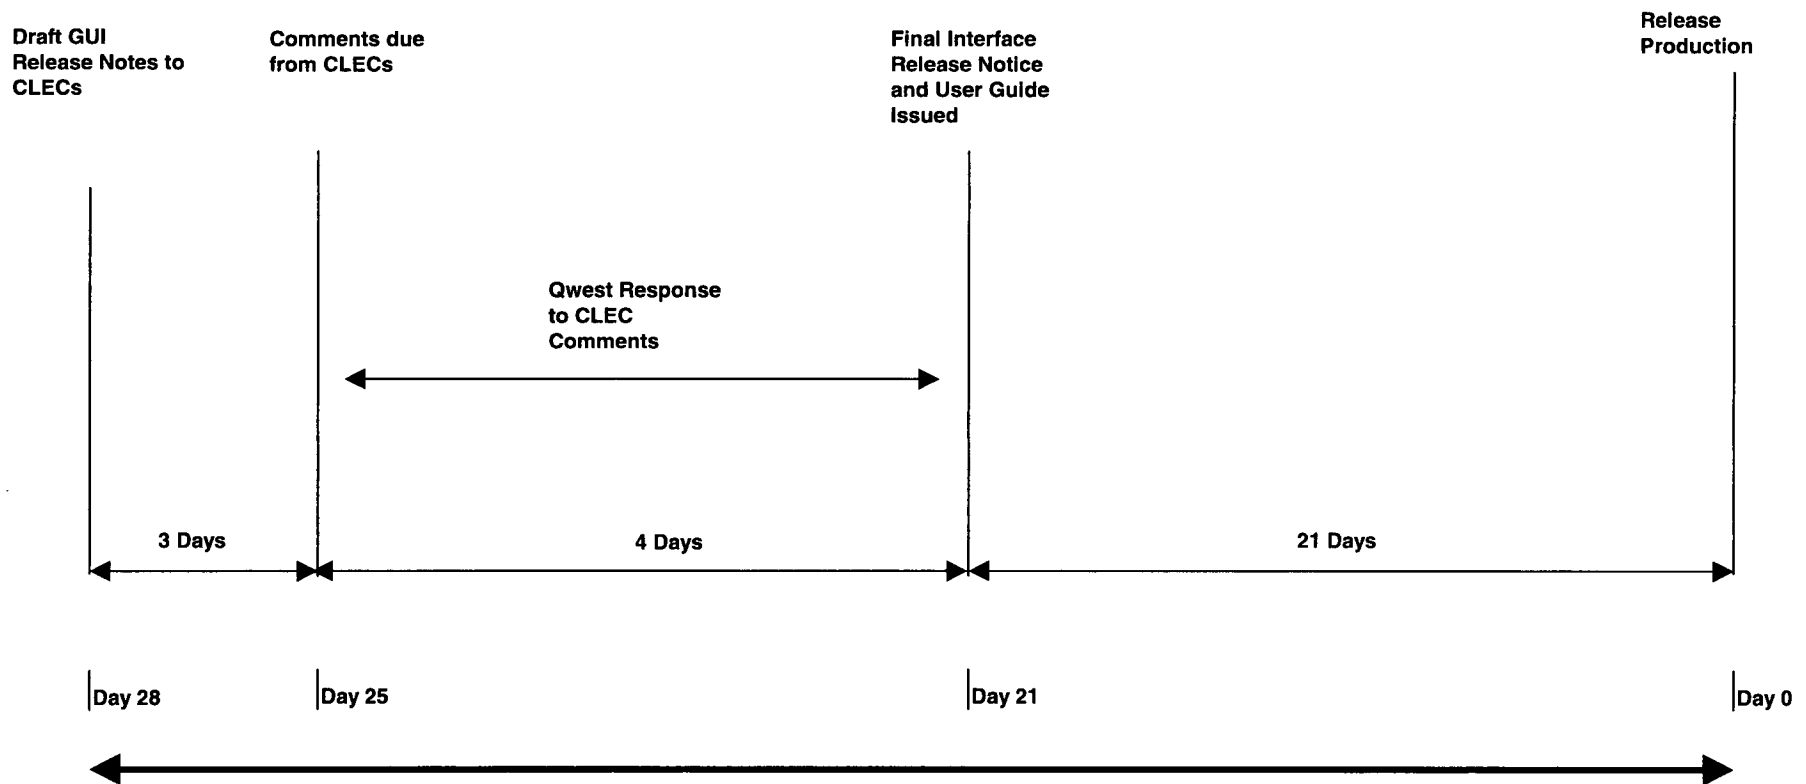 Draft GUI
Release Notes to
CLECs
Comments due
from CLECs
Final Interface
Release Notice
and User Guide
Issued
Release
Production
Qwest Response
to CLEC
Comments
3 Days
4 Days
21 Days
Day 28
Day 25
Day 21
Day 0